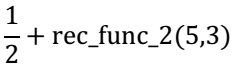 1/2 + rec_func_2(5,3)